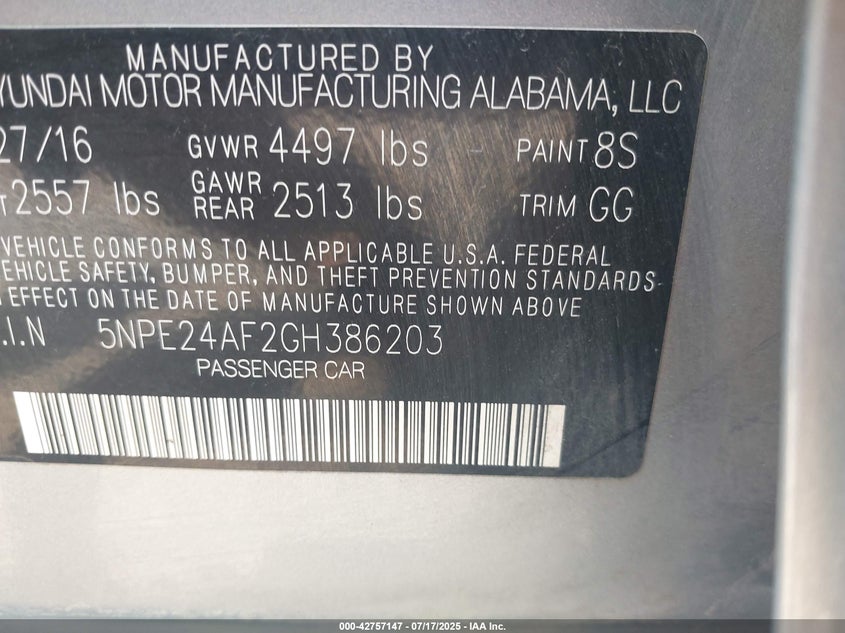 MANUFACTURED BY
YUNDAI MOTOR MANUFACTURING ALABAMA, LLC
27/16 GVWR 4497 lbs PAINT 8S
T 2557 lbs GAWR REAR 2513 lbs TRIM GG
VEHICLE CONFORMS TO ALL APPLICABLE U.S.A. FEDERAL
EHICLE SAFETY, BUMPER, AND THEFT PREVENTION STANDARDS
EFFECT ON THE DATE OF MANUFACTURE SHOWN ABOVE
.I.N 5NPE24AF2GH386203
PASSENGER CAR
000-42757147 - 07/17/2025 - IAA Inc.